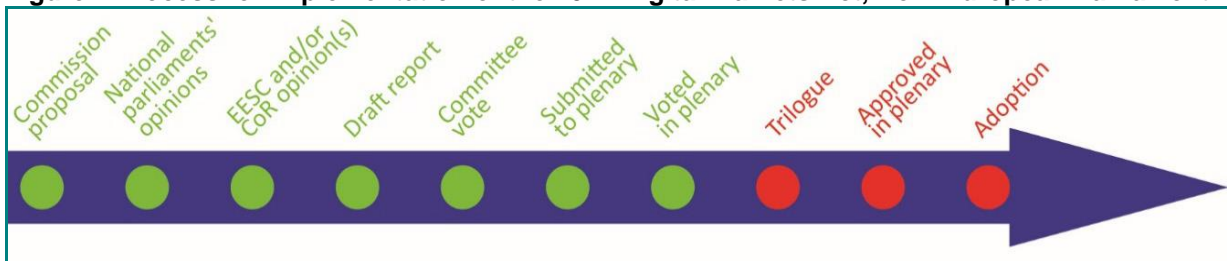 Commission
proposal
National
parliaments'
opinions
EESC and/or
CoR opinion(s)
Draft report
Committee
vote
Submitted
to plenary
Voted
in plenary
Trilogue
Approved
in plenary
Adoption